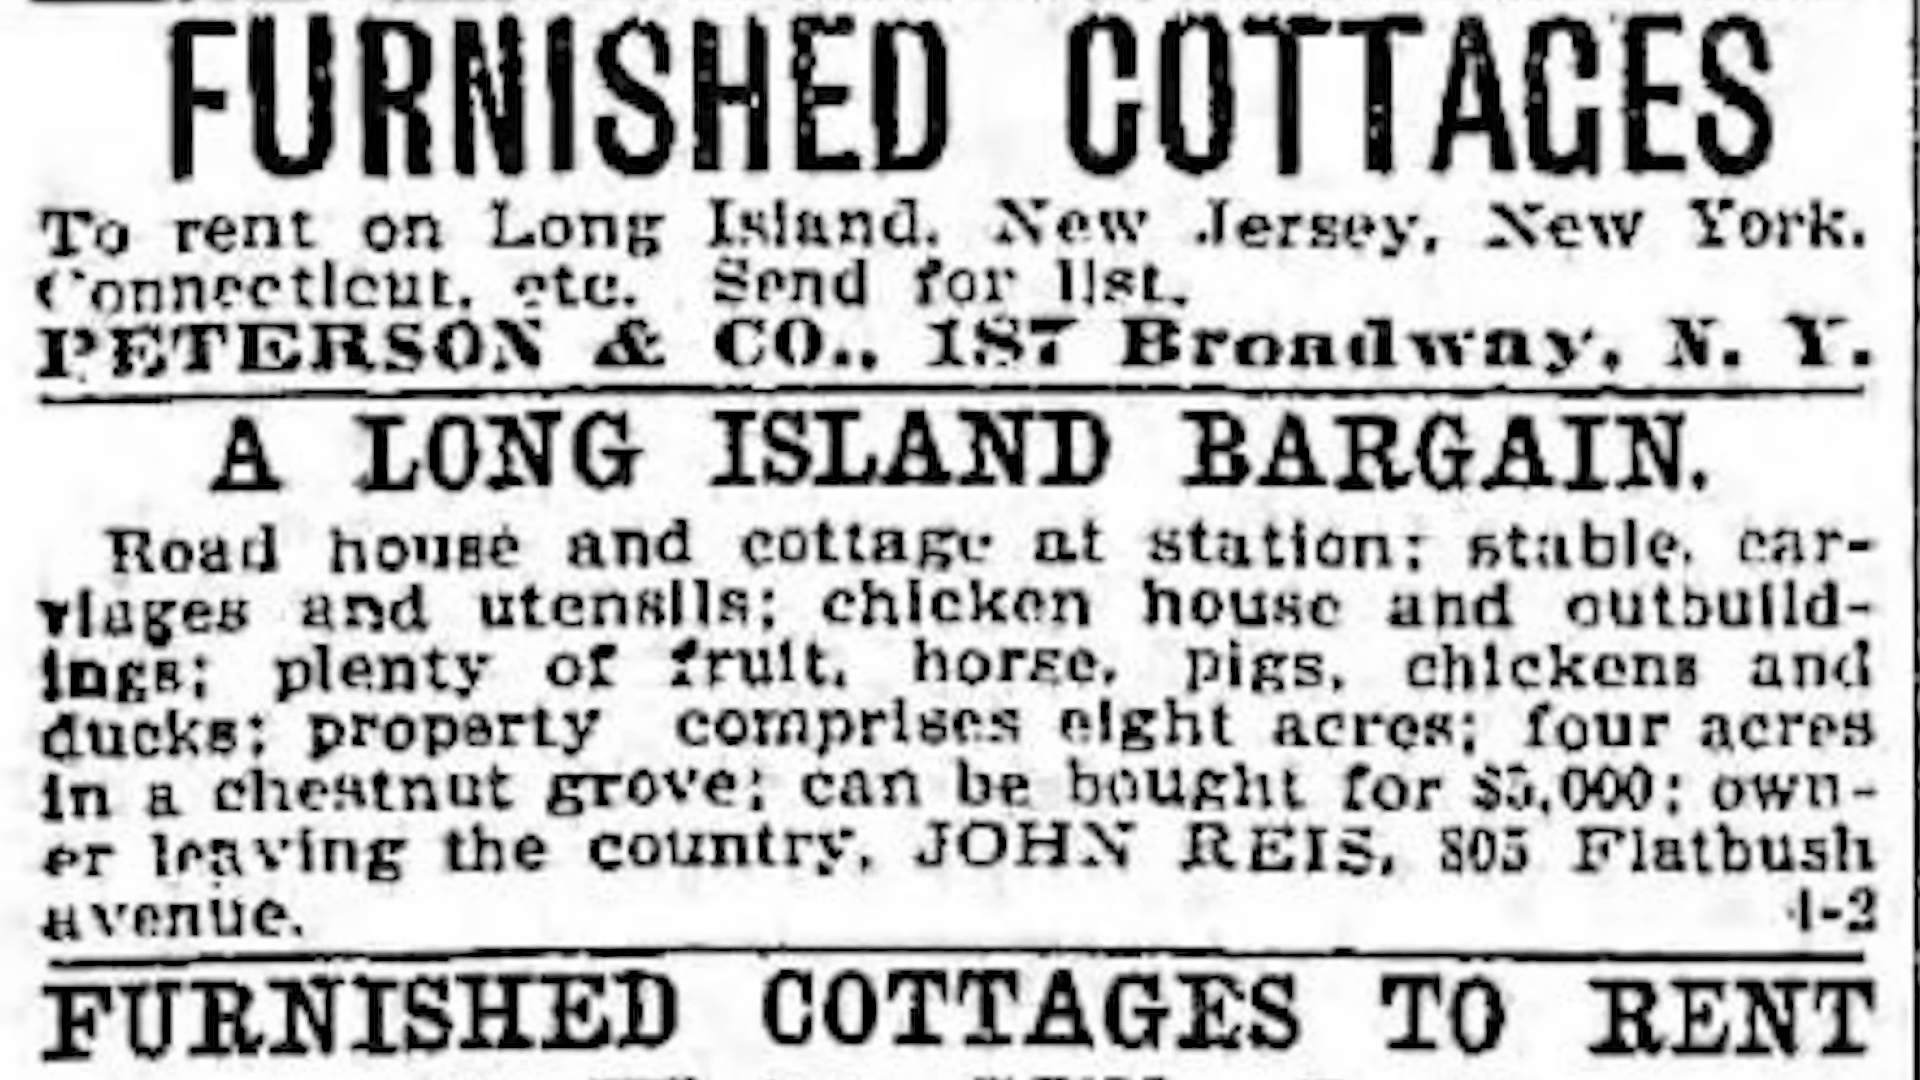 FURNISHED COTTAGES
To rent on Long Island, New Jersey, New York,
Connecticut, etc. Send for list.
PETERSON & CO., 187 Broadway, N. Y.
A LONG ISLAND BARGAIN.
Road house and cottage at station; stable, car-
riages and utensils; chicken house and outbuild-
ings; plenty of fruit, horse, pigs, chickens and
ducks; property comprises eight acres; four acres
in a chestnut grove; can be bought for $5,000; own-
er leaving the country. JOHN REIS, 805 Flatbush
avenue. 4-2
FURNISHED COTTAGES TO RENT